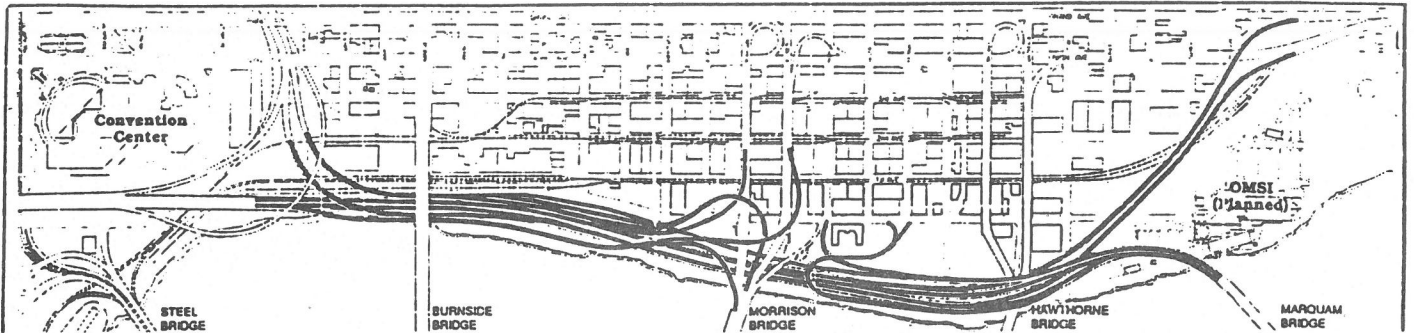 Convention
Center
OMSI
(Planned)
STEEL
BRIDGE
BURNSIDE
BRIDGE
MORRISON
BRIDGE
HAWTHORNE
BRIDGE
MARQUAM
BRIDGE